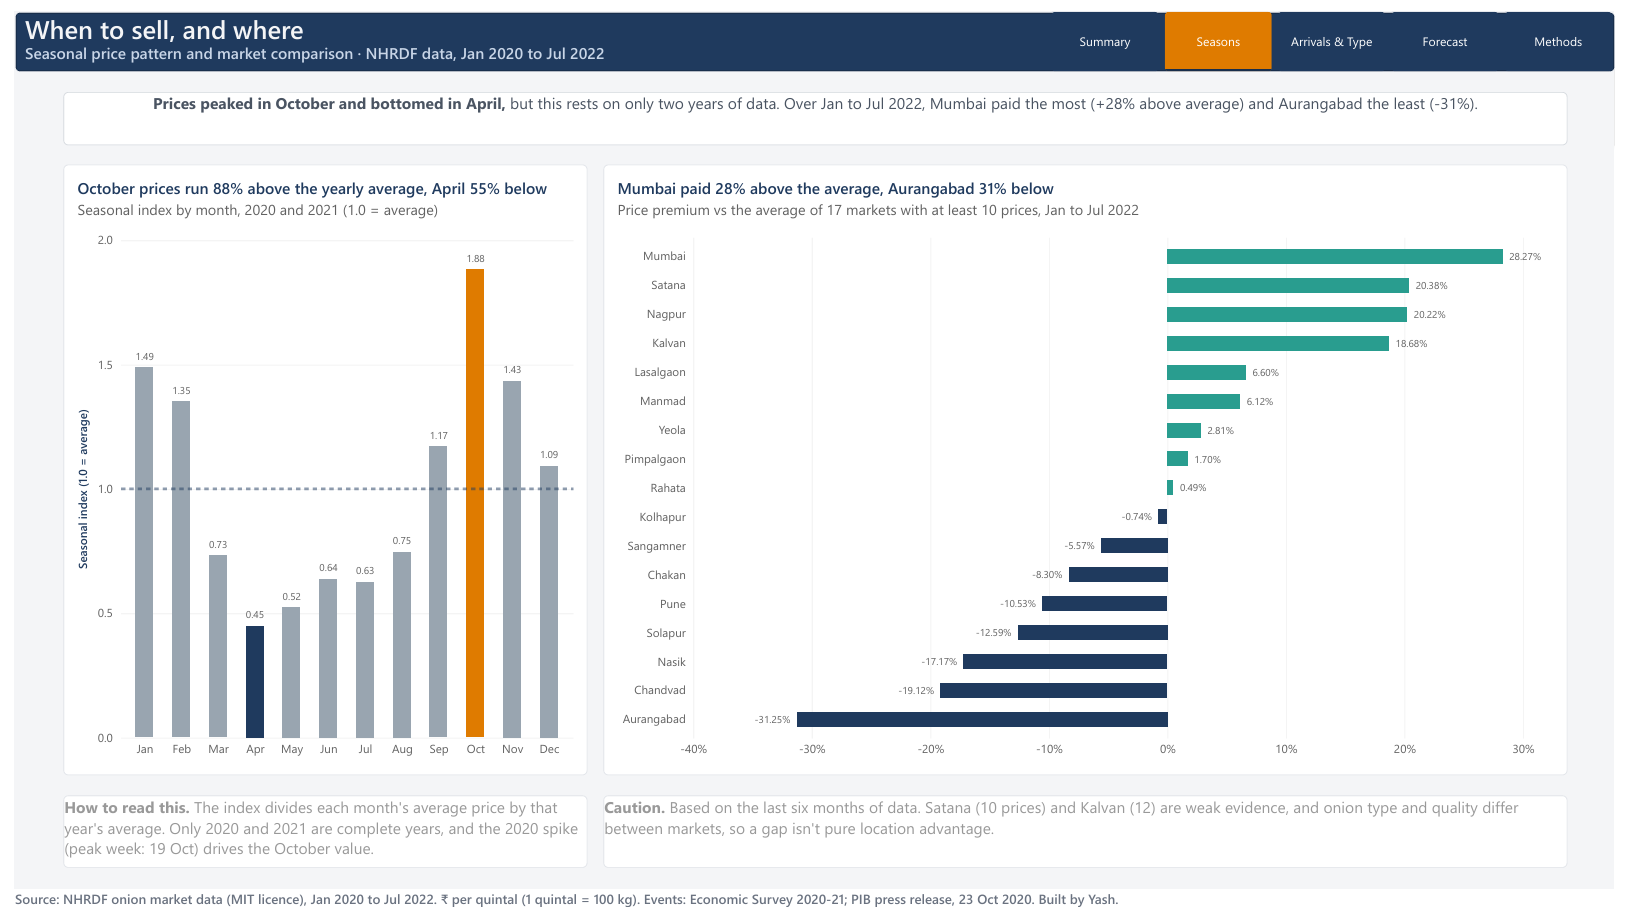 When to sell, and where
Seasonal price pattern and market comparison · NHRDF data, Jan 2020 to Jul 2022
Summary
Seasons
Arrivals & Type
Forecast
Methods
Prices peaked in October and bottomed in April, but this rests on only two years of data. Over Jan to Jul 2022, Mumbai paid the most (+28% above average) and Aurangabad the least (-31%).
October prices run 88% above the yearly average, April 55% below
Seasonal index by month, 2020 and 2021 (1.0 = average)
Seasonal index (1.0 = average)
2.0
1.5
1.0
0.5
0.0
1.49
1.35
0.73
0.45
0.52
0.64
0.63
0.75
1.17
1.88
1.43
1.09
Jan
Feb
Mar
Apr
May
Jun
Jul
Aug
Sep
Oct
Nov
Dec
Mumbai paid 28% above the average, Aurangabad 31% below
Price premium vs the average of 17 markets with at least 10 prices, Jan to Jul 2022
Mumbai 28.27%
Satana 20.38%
Nagpur 20.22%
Kalvan 18.68%
Lasalgaon 6.60%
Manmad 6.12%
Yeola 2.81%
Pimpalgaon 1.70%
Rahata 0.49%
Kolhapur -0.74%
Sangamner -5.57%
Chakan -8.30%
Pune -10.53%
Solapur -12.59%
Nasik -17.17%
Chandvad -19.12%
Aurangabad -31.25%
-40%
-30%
-20%
-10%
0%
10%
20%
30%
How to read this. The index divides each month's average price by that
year's average. Only 2020 and 2021 are complete years, and the 2020 spike
(peak week: 19 Oct) drives the October value.
Caution. Based on the last six months of data. Satana (10 prices) and Kalvan (12) are weak evidence, and onion type and quality differ
between markets, so a gap isn't pure location advantage.
Source: NHRDF onion market data (MIT licence), Jan 2020 to Jul 2022. ₹ per quintal (1 quintal = 100 kg). Events: Economic Survey 2020-21; PIB press release, 23 Oct 2020. Built by Yash.